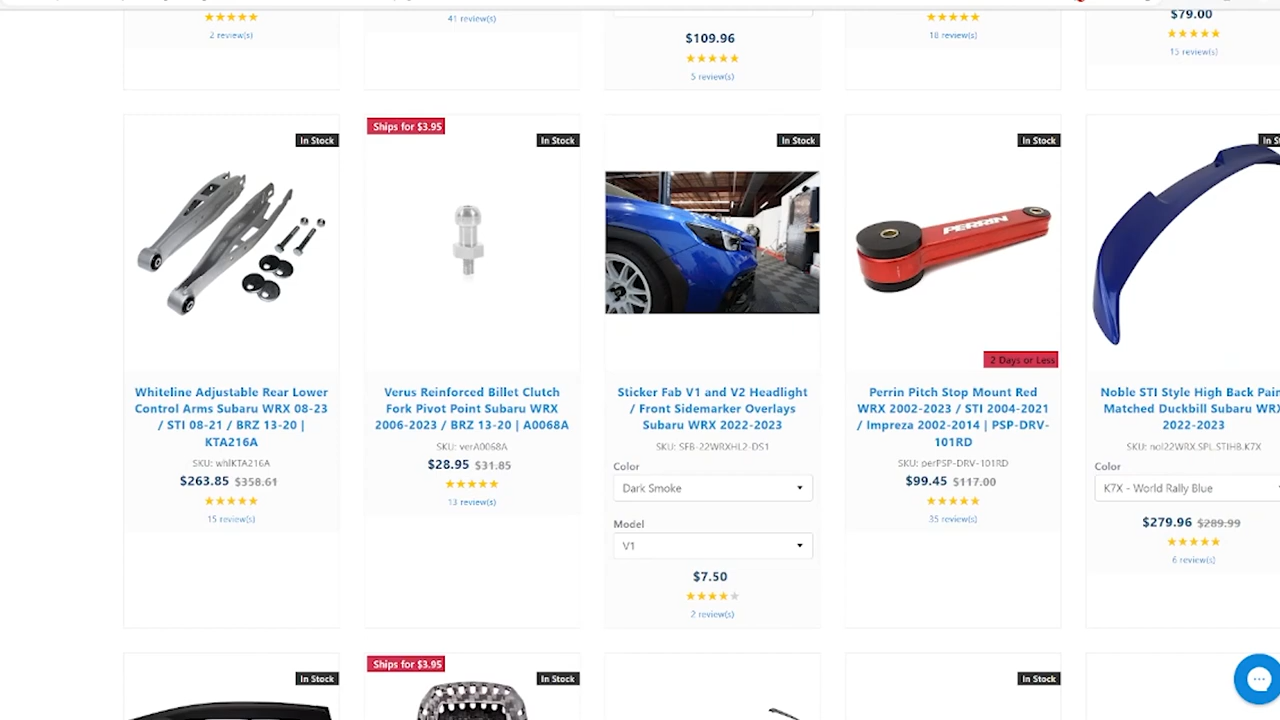 2 review(s)
41 review(s)
$109.96
5 review(s)
18 review(s)
$79.00
15 review(s)
In Stock
Whiteline Adjustable Rear Lower
Control Arms Subaru WRX 08-23
/ STI 08-21 / BRZ 13-20 |
KTA216A
SKU: whlKTA216A
$263.85 $358.61
15 review(s)
Ships for $3.95
In Stock
Verus Reinforced Billet Clutch
Fork Pivot Point Subaru WRX
2006-2023 / BRZ 13-20 | A0068A
SKU: verA0068A
$28.95 $31.85
13 review(s)
In Stock
Sticker Fab V1 and V2 Headlight
/ Front Sidemarker Overlays
Subaru WRX 2022-2023
SKU: SFB-22WRXHL2-DS1
Color
Dark Smoke
Model
V1
$7.50
2 review(s)
In Stock
PERRIN
2 Days or Less
Perrin Pitch Stop Mount Red
WRX 2002-2023 / STI 2004-2021
/ Impreza 2002-2014 | PSP-DRV-
101RD
SKU: perPSP-DRV-101RD
$99.45 $117.00
35 review(s)
In S
Noble STI Style High Back Pain
Matched Duckbill Subaru WRX
2022-2023
SKU: nol22WRX.SPL.STIHB.K7X
Color
K7X - World Rally Blue
$279.96 $289.99
6 review(s)
In Stock
Ships for $3.95
In Stock
In Stock